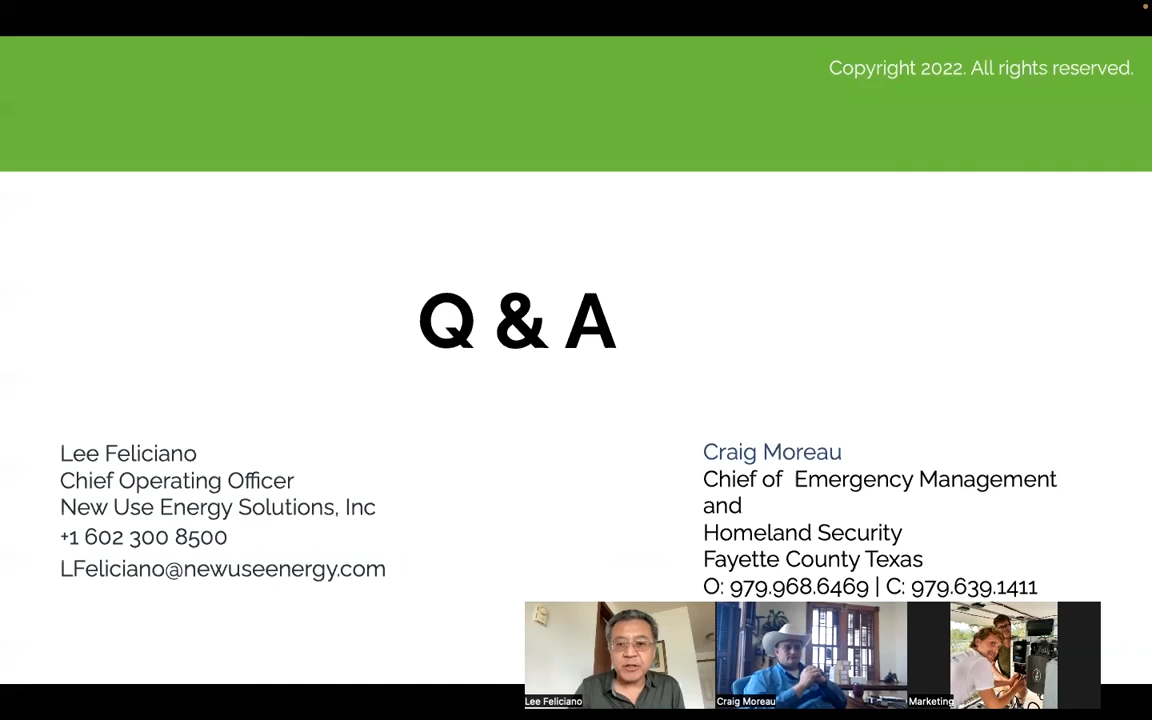 Copyright 2022. All rights reserved.
Q & A
Lee Feliciano
Chief Operating Officer
New Use Energy Solutions, Inc
+1 602 300 8500
LFeliciano@newuseenergy.com
Craig Moreau
Chief of  Emergency Management
and
Homeland Security
Fayette County Texas
O: 979.968.6469 | C: 979.639.1411
Lee Feliciano
Craig Moreau
Marketing